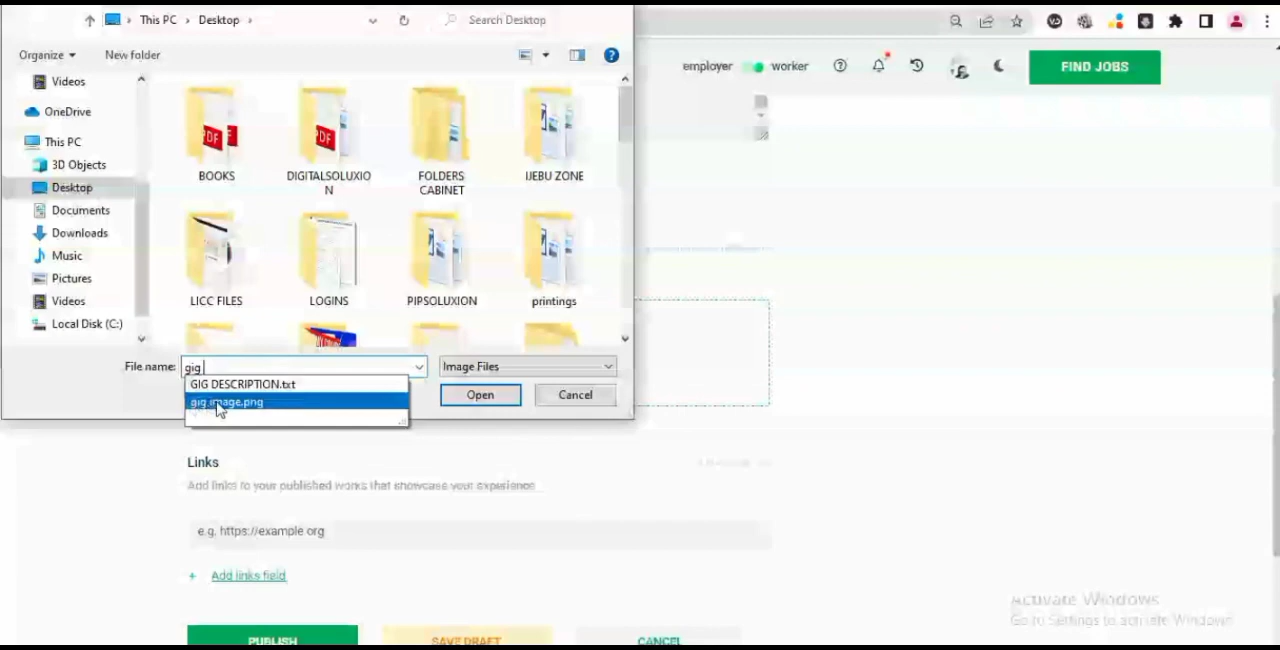 This PC
Desktop
Search Desktop
Organize
New folder
Videos
OneDrive
This PC
3D Objects
Desktop
Documents
Downloads
Music
Pictures
Videos
Local Disk (C:)
BOOKS
DIGITALSOLUXIO
N
FOLDERS
CABINET
IJEBU ZONE
LICC FILES
LOGINS
PIPSOLUXION
printings
PDF
PDF
File name:
gig
Image Files
GIG DESCRIPTION.txt
gig image.png
Open
Cancel
employer
worker
FIND JOBS
Links
Add links to your published works that showcase your experience
e.g. https://example.org
+ Add links field
PUBLISH
SAVE DRAFT
CANCEL
Activate Windows
Go to Settings to activate Windows.